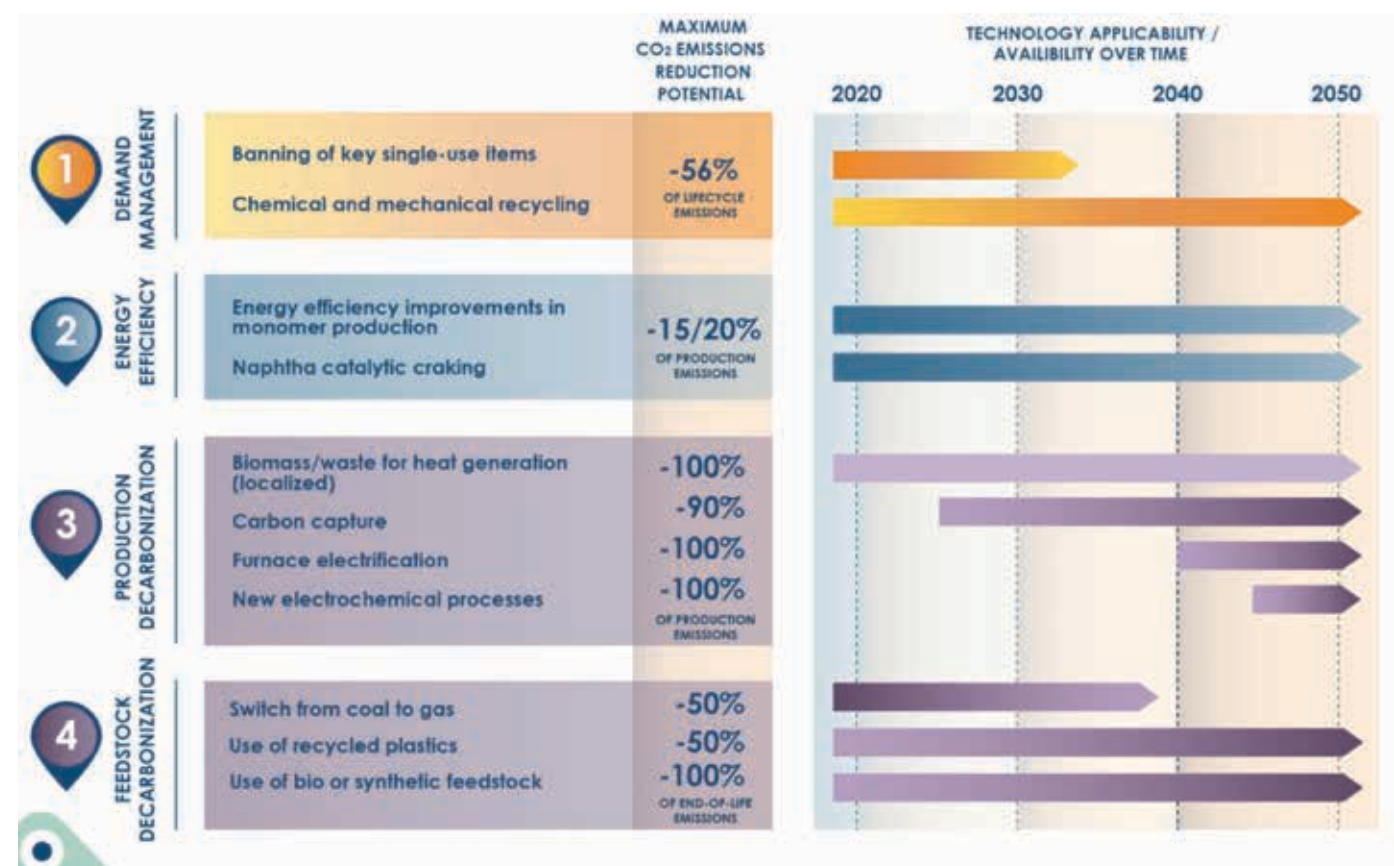 MAXIMUM
CO₂ EMISSIONS
REDUCTION
POTENTIAL
TECHNOLOGY APPLICABILITY /
AVAILIBILITY OVER TIME
2020 2030 2040 2050
1
DEMAND
MANAGEMENT
Banning of key single-use items
Chemical and mechanical recycling
-56%
OF LIFECYCLE
EMISSIONS
2
ENERGY
EFFICIENCY
Energy efficiency improvements in
monomer production
Naphtha catalytic craking
-15/20%
OF PRODUCTION
EMISSIONS
3
PRODUCTION
DECARBONIZATION
Biomass/waste for heat generation
(localized)
-100%
Carbon capture
-90%
Furnace electrification
-100%
New electrochemical processes
-100%
OF PRODUCTION
EMISSIONS
4
FEEDSTOCK
DECARBONIZATION
Switch from coal to gas
-50%
Use of recycled plastics
-50%
Use of bio or synthetic feedstock
-100%
OF END-OF-LIFE
EMISSIONS